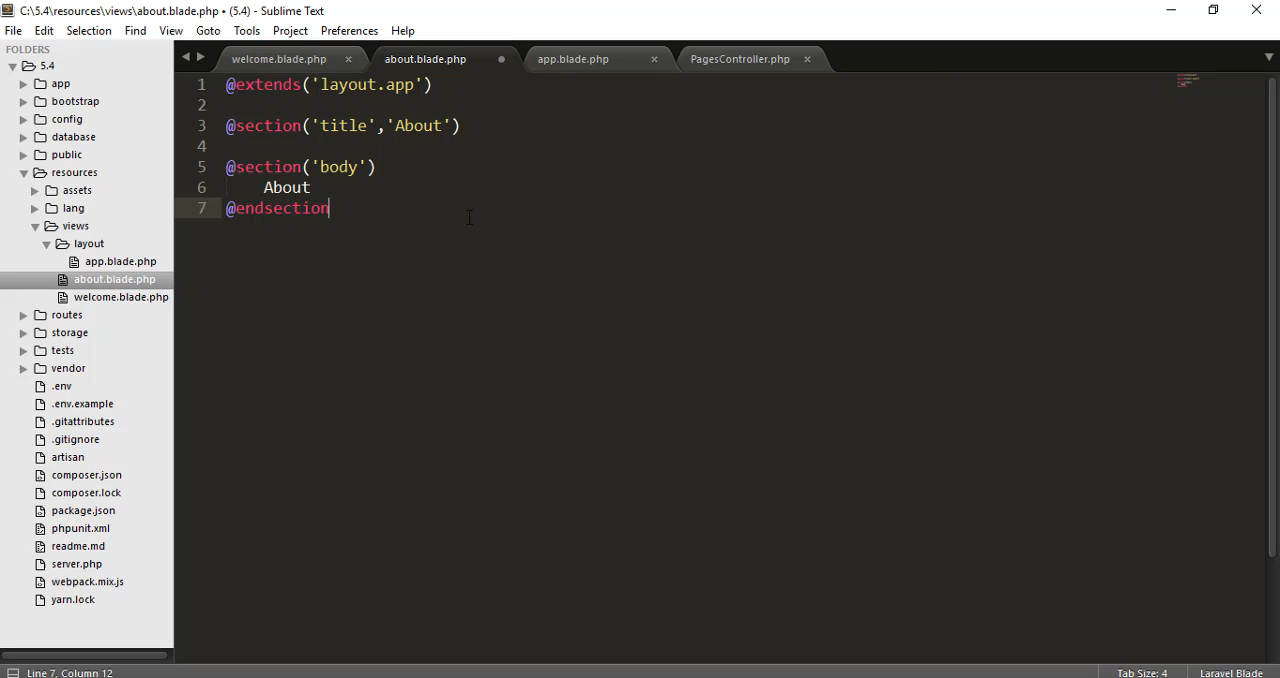 C:\5.4\resources\views\about.blade.php • (5.4) - Sublime Text
File Edit Selection Find View Goto Tools Project Preferences Help
FOLDERS
5.4
app
bootstrap
config
database
public
resources
assets
lang
views
layout
app.blade.php
about.blade.php
welcome.blade.php
routes
storage
tests
vendor
.env
.env.example
.gitattributes
.gitignore
artisan
composer.json
composer.lock
package.json
phpunit.xml
readme.md
server.php
webpack.mix.js
yarn.lock
welcome.blade.php about.blade.php app.blade.php PagesController.php
1 @extends('layout.app')
2
3 @section('title','About')
4
5 @section('body')
6     About
7 @endsection
Line 7, Column 12 Tab Size: 4 Laravel Blade